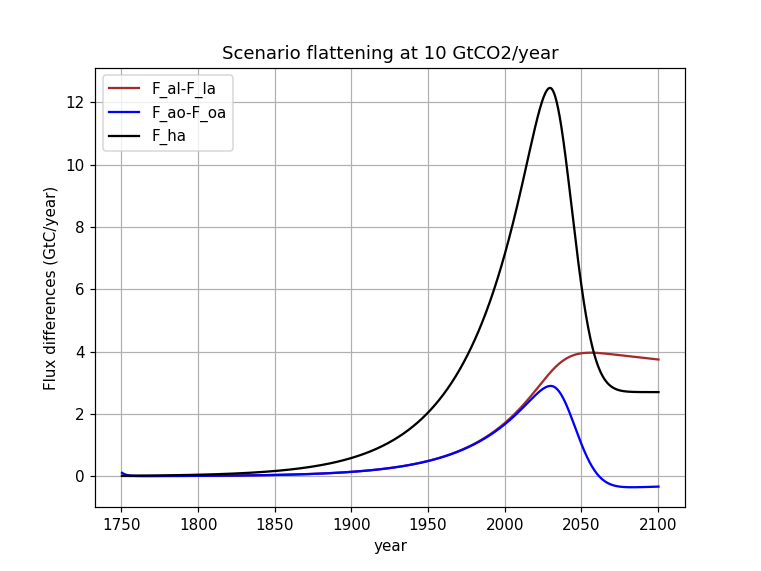 Scenario flattening at 10 GtCO2/year
F_al-F_la
F_ao-F_oa
F_ha
Flux differences (GtC/year)
12
10
8
6
4
2
0
1750 1800 1850 1900 1950 2000 2050 2100
year